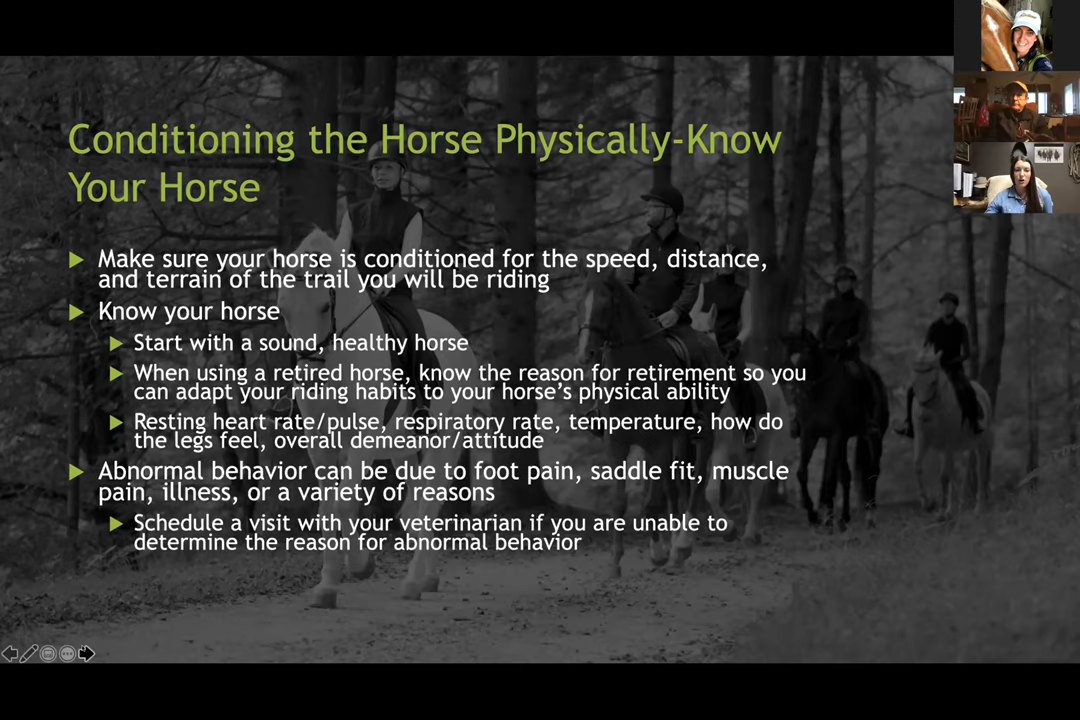 Conditioning the Horse Physically-Know
Your Horse
Make sure your horse is conditioned for the speed, distance,
and terrain of the trail you will be riding
Know your horse
Start with a sound, healthy horse
When using a retired horse, know the reason for retirement so you
can adapt your riding habits to your horse's physical ability
Resting heart rate/pulse, respiratory rate, temperature, how do
the legs feel, overall demeanor/attitude
Abnormal behavior can be due to foot pain, saddle fit, muscle
pain, illness, or a variety of reasons
Schedule a visit with your veterinarian if you are unable to
determine the reason for abnormal behavior